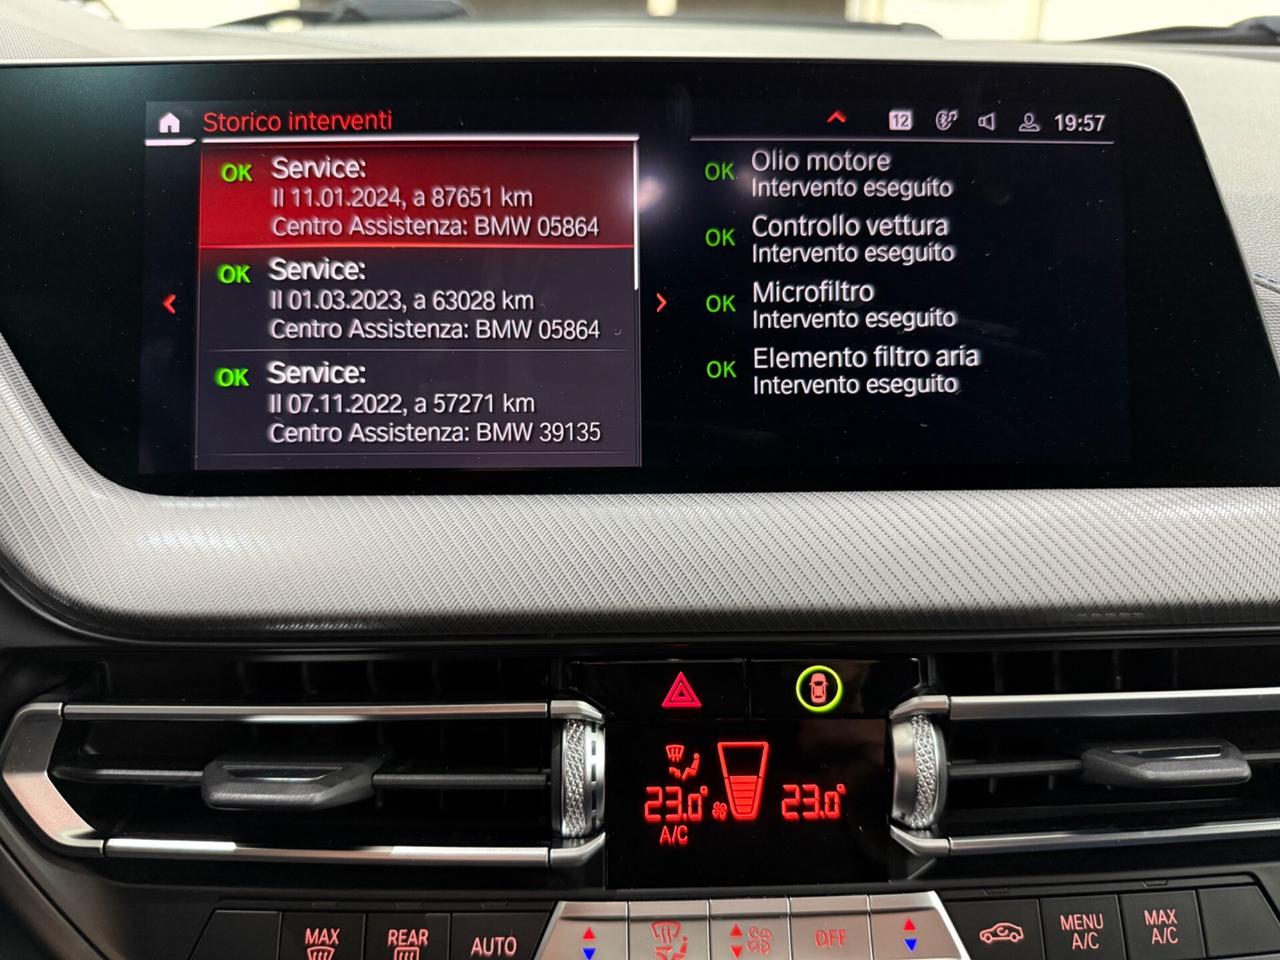 Storico interventi
12
19:57
OK Service:
Il 11.01.2024, a 87651 km
Centro Assistenza: BMW 05864
OK Service:
Il 01.03.2023, a 63028 km
Centro Assistenza: BMW 05864
OK Service:
Il 07.11.2022, a 57271 km
Centro Assistenza: BMW 39135
OK Olio motore
Intervento eseguito
OK Controllo vettura
Intervento eseguito
OK Microfiltro
Intervento eseguito
OK Elemento filtro aria
Intervento eseguito
23.0° 23.0°
A/C
MAX
REAR
AUTO
OFF
MENU
A/C
MAX
A/C